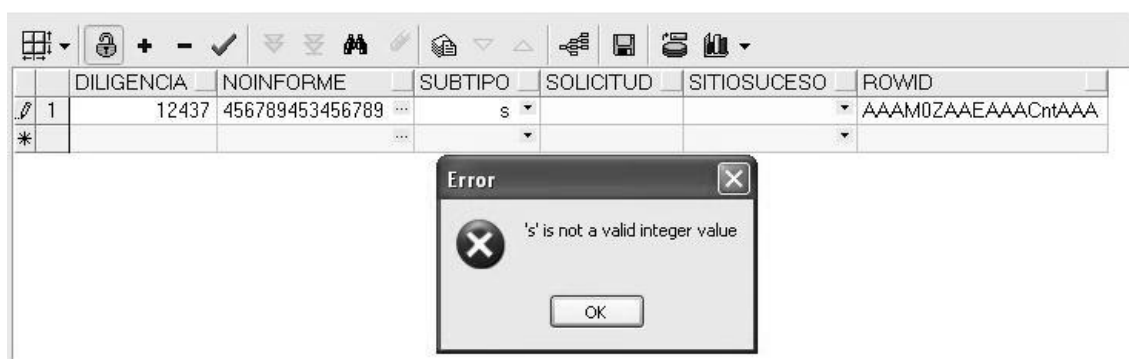 DILIGENCIA NOINFORME SUBTIPO SOLICITUD SITIOSUCESO ROWID
1 12437 456789453456789 ... s AAAM0ZAAEAAACntAAA
* ...
Error
's' is not a valid integer value
OK